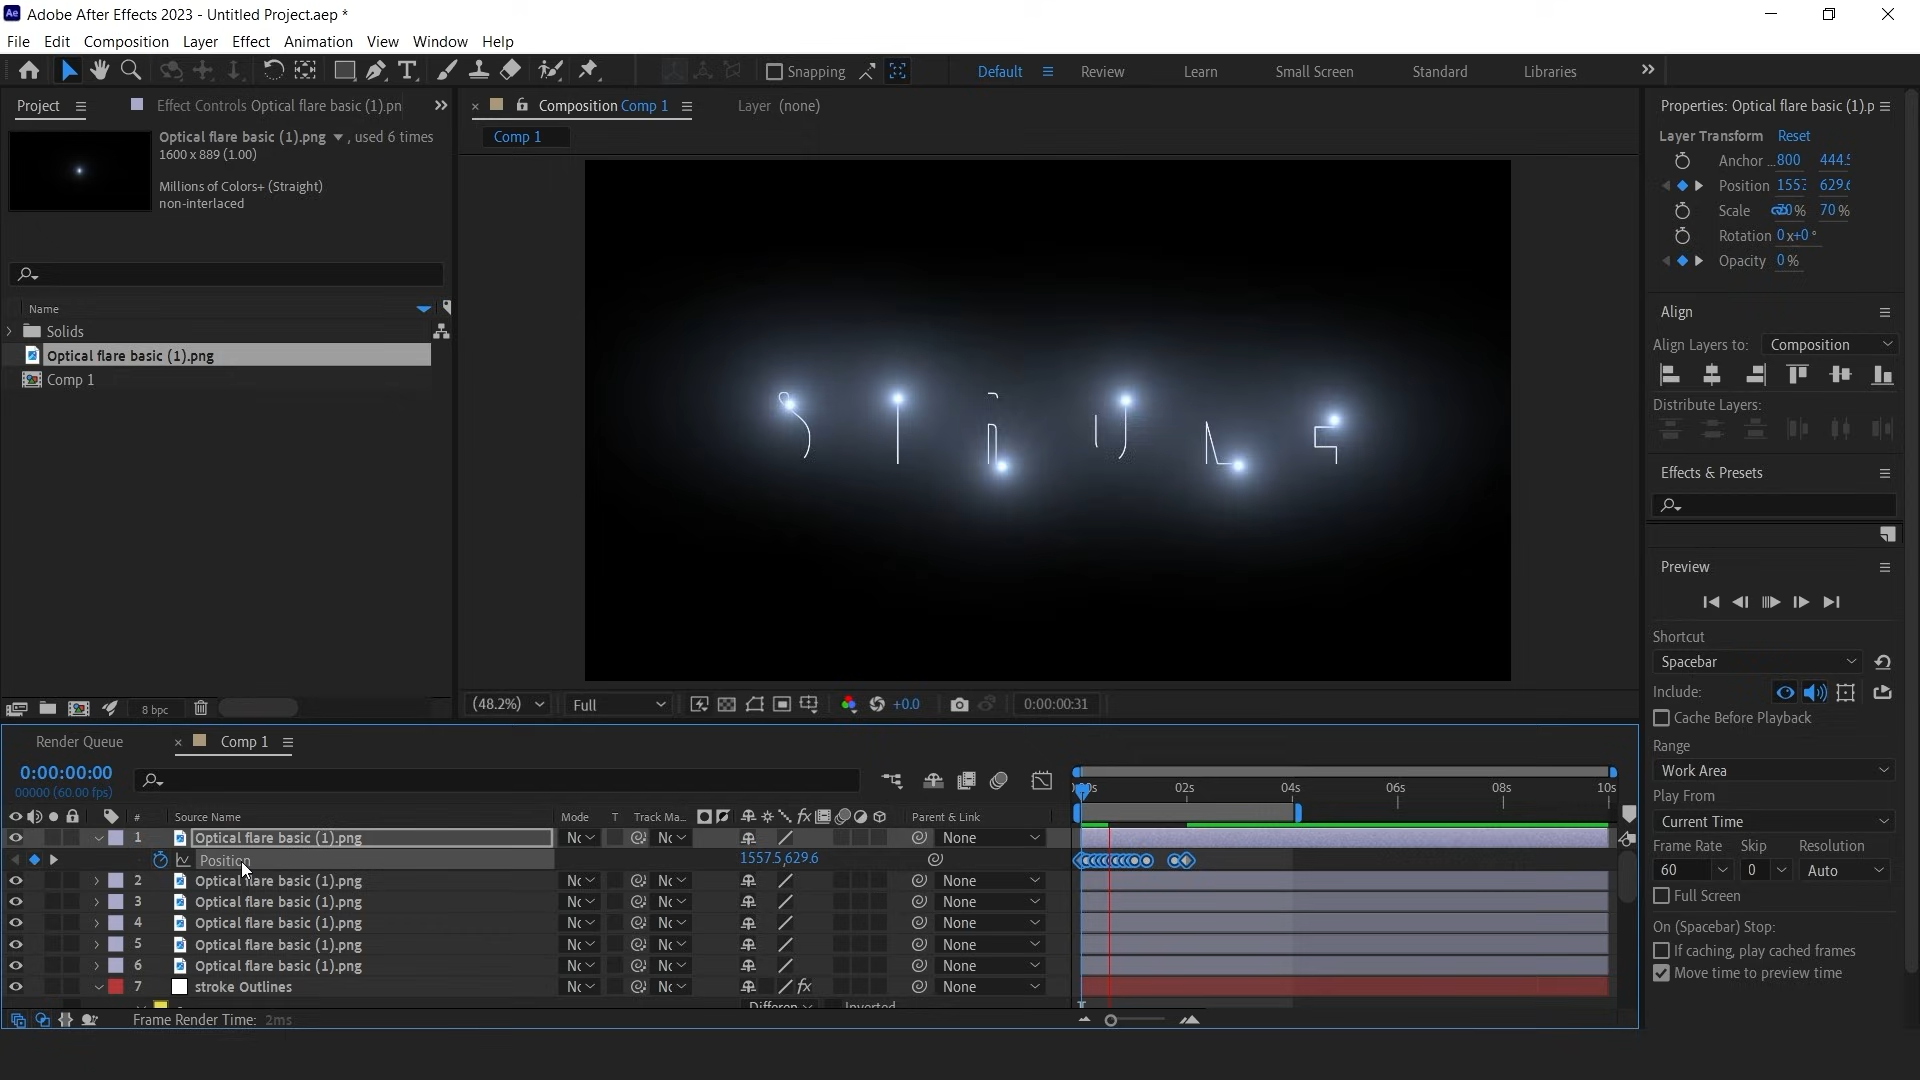 Ae Adobe After Effects 2023 - Untitled Project.aep *
File Edit Composition Layer Effect Animation View Window Help
Snapping Default Review Learn Small Screen Standard Libraries
Project Effect Controls Optical flare basic (1).pn
Optical flare basic (1).png , used 6 times
1600 x 889 (1.00)
Millions of Colors+ (Straight)
non-interlaced
Name
Solids
Optical flare basic (1).png
Comp 1
8 bpc
Composition Comp 1 Layer (none)
Comp 1
(48.2%) Full +0.0 0:00:00:31
Properties: Optical flare basic (1).p
Layer Transform Reset
Anchor ... 800 444.5
Position 629.6
Scale 70 % 70 %
Rotation 0 x+0 °
Opacity 0 %
Align
Align Layers to: Composition
Distribute Layers:
Effects & Presets
Preview
Shortcut
Spacebar
Include:
Cache Before Playback
Range
Work Area
Play From
Current Time
Frame Rate Skip Resolution
60 0 Auto
Full Screen
On (Spacebar) Stop:
If caching, play cached frames
Move time to preview time
Render Queue Comp 1
0:00:00:00
00000 (60.00 fps)
02s 04s 06s 08s 10s
# Source Name Mode T Track Ma... fx Parent & Link
1 Optical flare basic (1).png None
Position 1557.5,629.6
2 Optical flare basic (1).png None
3 Optical flare basic (1).png None
4 Optical flare basic (1).png None
5 Optical flare basic (1).png None
6 Optical flare basic (1).png None
7 stroke Outlines fx None
Inverted
Frame Render Time: 2ms